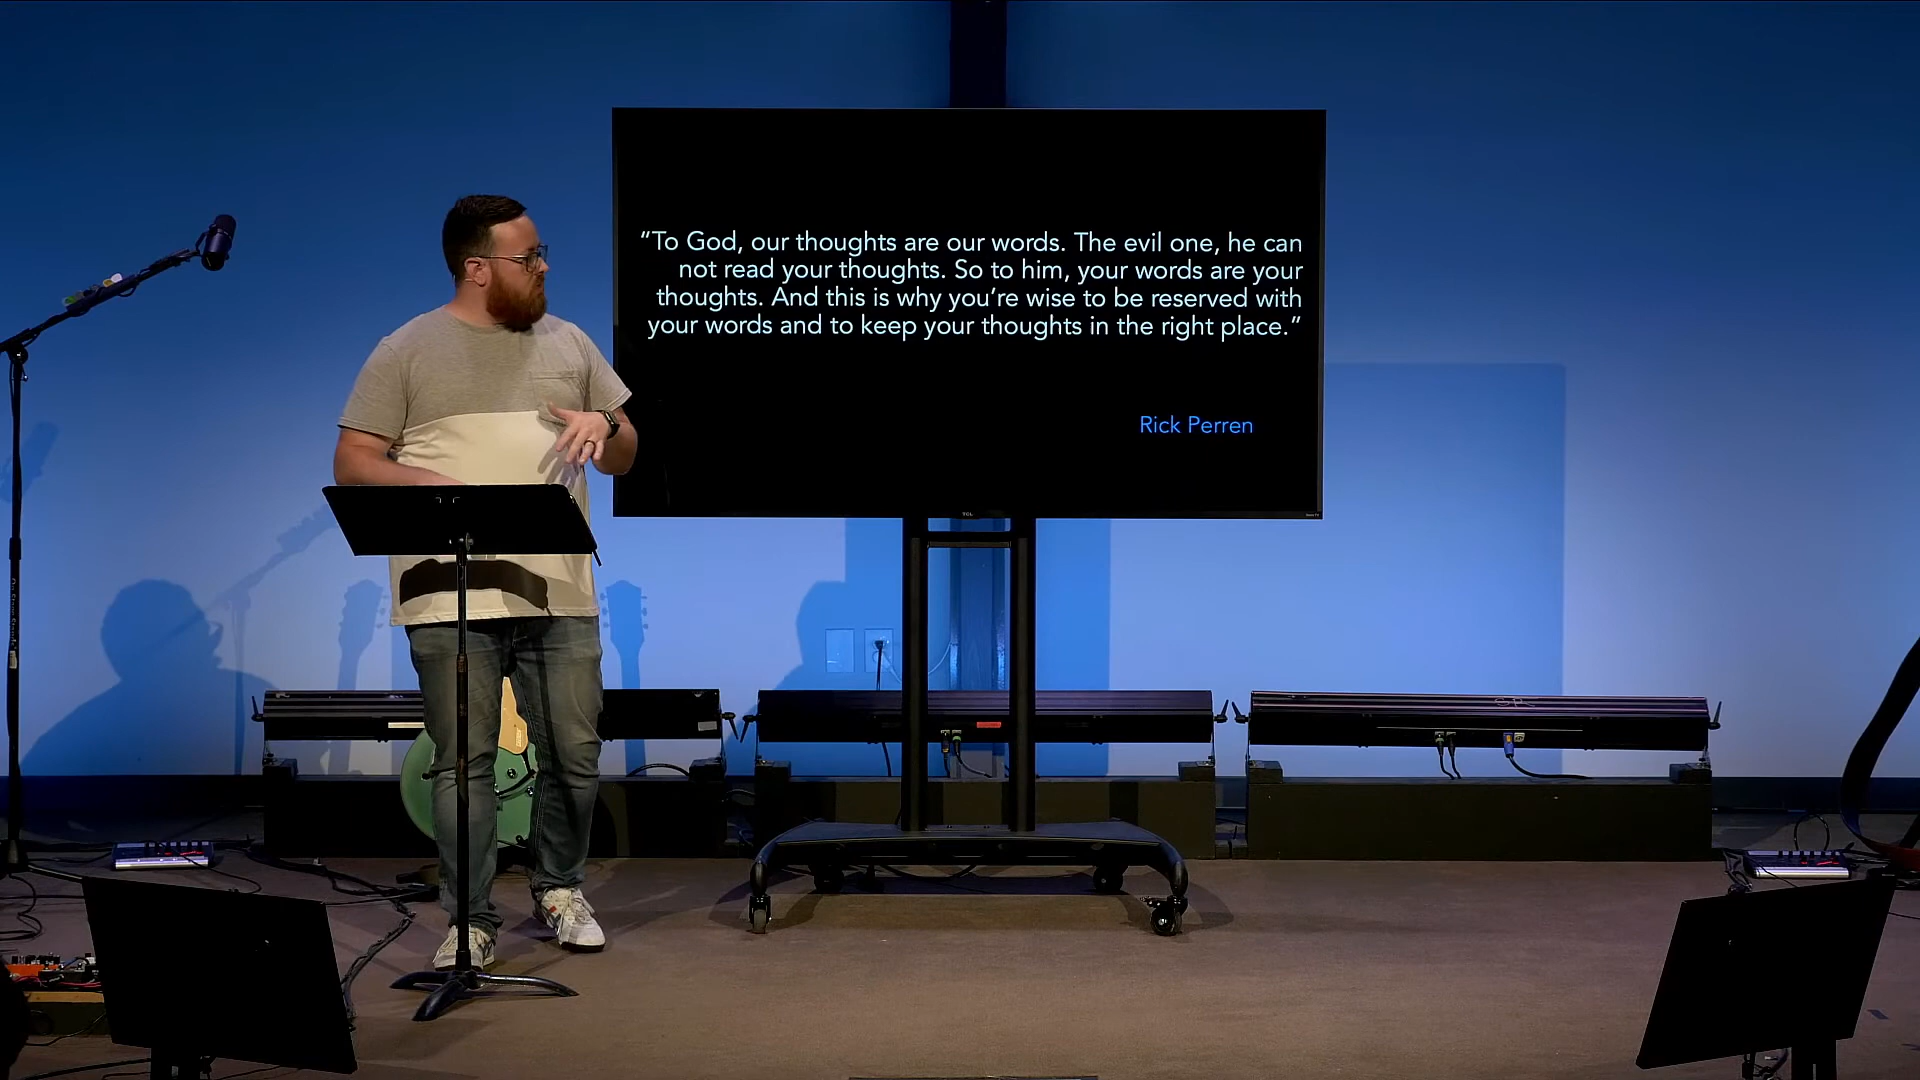 “To God, our thoughts are our words. The evil one, he can
not read your thoughts. So to him, your words are your
thoughts. And this is why you’re wise to be reserved with
your words and to keep your thoughts in the right place.”
Rick Perren
TCL
SR